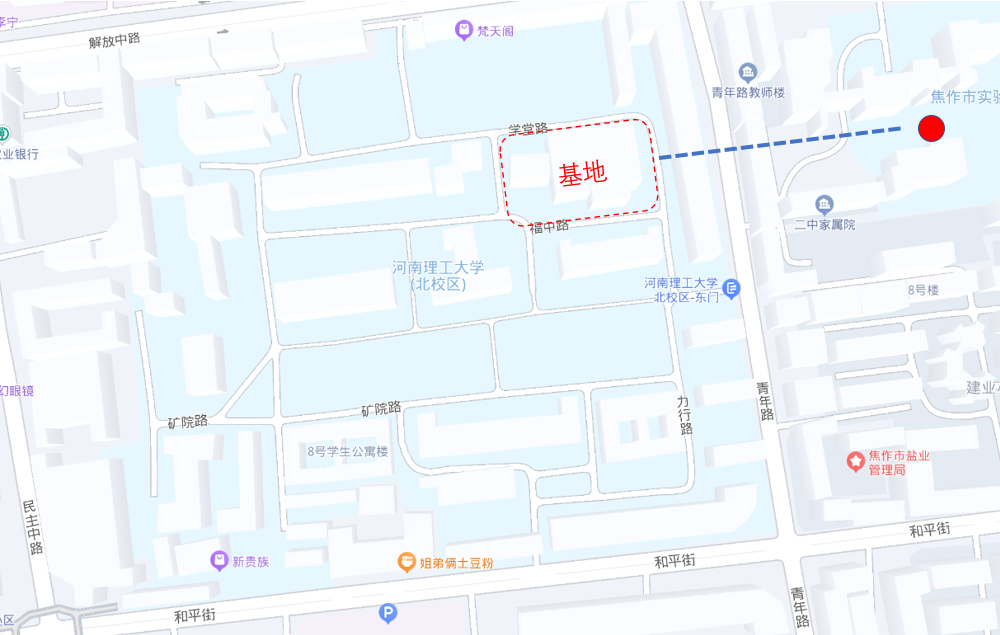 李宁
解放中路
梵天阁
青年路教师楼
焦作市实验
业银行
学堂路
基地
二中家属院
福中路
河南理工大学
(北校区)
河南理工大学
北校区-东门
8号楼
幻眼镜
建业
青年路
力行路
矿院路
矿院路
8号学生公寓楼
焦作市盐业
管理局
民主中路
和平街
和平街
新贵族
姐弟俩土豆粉
青年路
P
和平街
小区